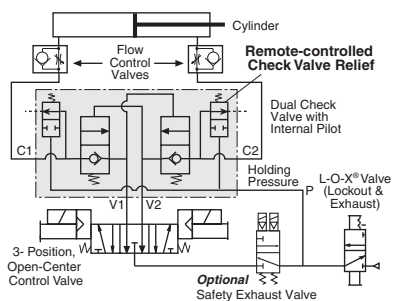 Cylinder
Flow
Control
Valves
Remote-controlled
Check Valve Relief
Dual Check
Valve with
Internal Pilot
C1
C2
Holding
Pressure
P
L-O-X® Valve
(Lockout &
Exhaust)
V1
V2
3- Position,
Open-Center
Control Valve
Optional
Safety Exhaust Valve